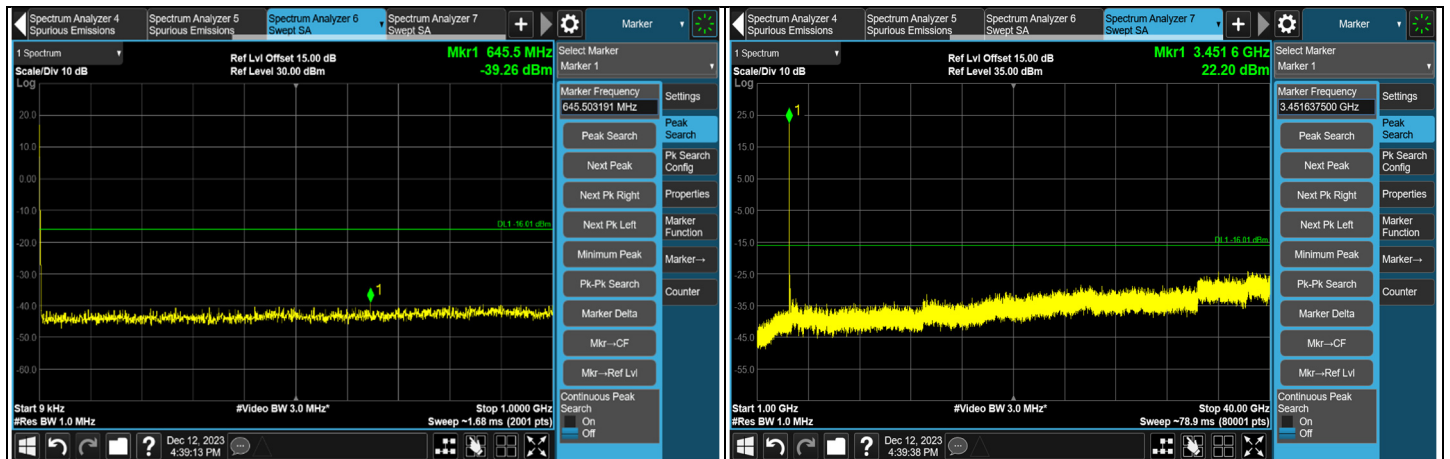 Spectrum Analyzer 4
Spurious Emissions
Spectrum Analyzer 5
Spurious Emissions
Spectrum Analyzer 6
Swept SA
Spectrum Analyzer 7
Swept SA
+
Marker
1 Spectrum
Scale/Div 10 dB
Log
Ref Lvl Offset 15.00 dB
Ref Level 30.00 dBm
Mkr1 645.5 MHz
-39.26 dBm
20.0
10.0
0.00
-10.0
-20.0
-30.0
-40.0
-50.0
-60.0
DL1 -16.01 dBm
1
Start 9 kHz
#Res BW 1.0 MHz
#Video BW 3.0 MHz*
Stop 1.0000 GHz
Sweep ~1.68 ms (2001 pts)
Select Marker
Marker 1
Marker Frequency
645.503191 MHz
Peak Search
Next Peak
Next Pk Right
Next Pk Left
Minimum Peak
Pk-Pk Search
Marker Delta
Mkr→CF
Mkr→Ref Lvl
Continuous Peak
Search
On
Off
Settings
Peak
Search
Pk Search
Config
Properties
Marker
Function
Marker→
Counter
?
Dec 12, 2023
4:39:13 PM
Spectrum Analyzer 4
Spurious Emissions
Spectrum Analyzer 5
Spurious Emissions
Spectrum Analyzer 6
Swept SA
Spectrum Analyzer 7
Swept SA
+
Marker
1 Spectrum
Scale/Div 10 dB
Log
Ref Lvl Offset 15.00 dB
Ref Level 35.00 dBm
Mkr1 3.451 6 GHz
22.20 dBm
25.0
15.0
5.00
-5.00
-15.0
-25.0
-35.0
-45.0
-55.0
DL1 -16.01 dBm
1
Start 1.00 GHz
#Res BW 1.0 MHz
#Video BW 3.0 MHz*
Stop 40.00 GHz
Sweep ~78.9 ms (80001 pts)
Select Marker
Marker 1
Marker Frequency
3.451637500 GHz
Peak Search
Next Peak
Next Pk Right
Next Pk Left
Minimum Peak
Pk-Pk Search
Marker Delta
Mkr→CF
Mkr→Ref Lvl
Continuous Peak
Search
On
Off
Settings
Peak
Search
Pk Search
Config
Properties
Marker
Function
Marker→
Counter
?
Dec 12, 2023
4:39:38 PM